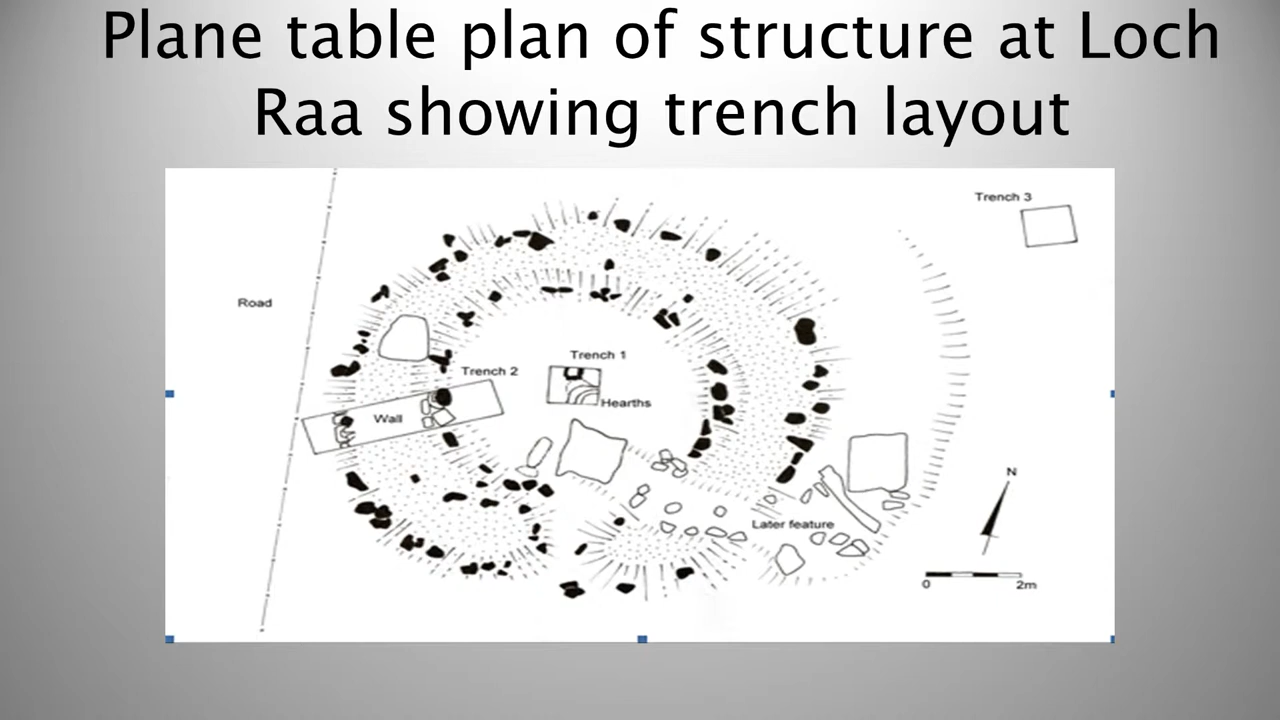 Plane table plan of structure at Loch
Raa showing trench layout
Trench 3
Road
Trench 1
Trench 2
Hearths
Wall
N
Later feature
0 2m